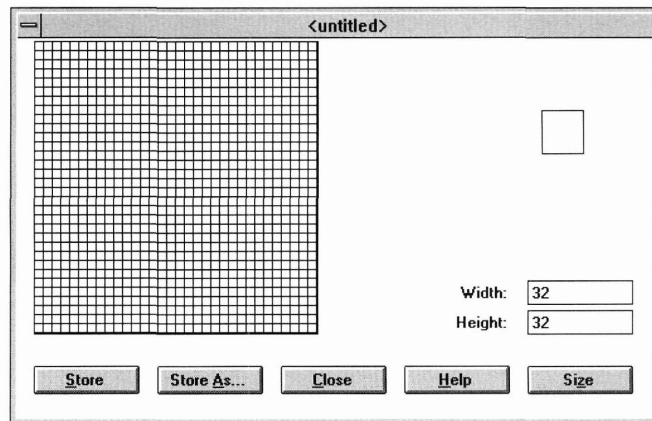 <untitled>
Width: 32
Height: 32
Store Store As... Close Help Size